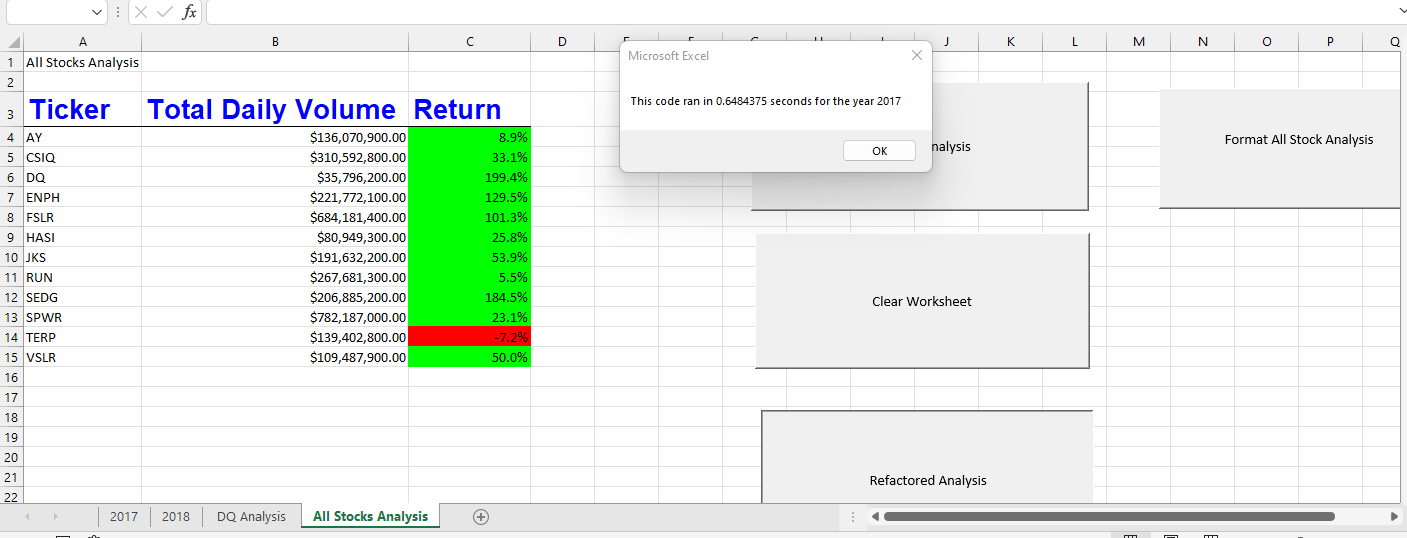 fx
A B C D J K L M N O P Q
Microsoft Excel
1 All Stocks Analysis
2
3 Ticker Total Daily Volume Return
This code ran in 0.6484375 seconds for the year 2017
OK
nalysis
Format All Stock Analysis
4 AY $136,070,900.00 8.9%
5 CSIQ $310,592,800.00 33.1%
6 DQ $35,796,200.00 199.4%
7 ENPH $221,772,100.00 129.5%
8 FSLR $684,181,400.00 101.3%
9 HASI $80,949,300.00 25.8%
10 JKS $191,632,200.00 53.9%
11 RUN $267,681,300.00 5.5%
12 SEDG $206,885,200.00 184.5%
Clear Worksheet
13 SPWR $782,187,000.00 23.1%
14 TERP $139,402,800.00 -7.2%
15 VSLR $109,487,900.00 50.0%
16
17
18
19
20
21
Refactored Analysis
22
2017 2018 DQ Analysis All Stocks Analysis